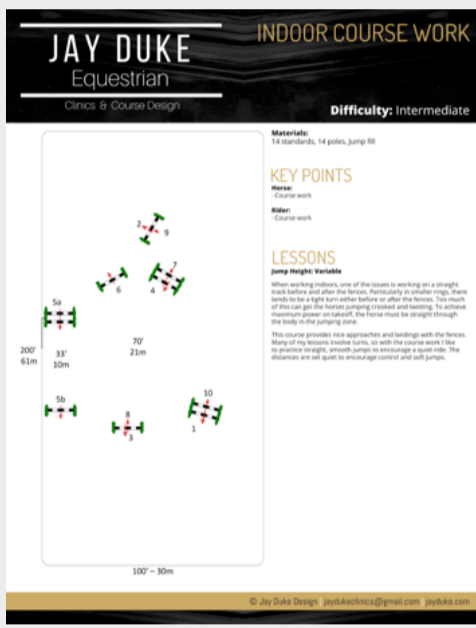 JAY DUKE
Equestrian
Clinics & Course Design
INDOOR COURSE WORK
Difficulty: Intermediate
Materials:
14 standards, 14 poles, jump fill
KEY POINTS
Horse:
- Course work
Rider:
- Course work
LESSONS
Jump Height: Variable
When working indoors, one of the issues is working on a straight
track before and after the fences. Particularly in smaller rings, there
tends to be a tight turn either before or after the fences. Too much
of this can get the horses jumping crooked and twisting. To achieve
maximum power on takeoff, the horse must be straight through
the body in the jumping zone.
This course provides nice approaches and landings with the fences.
Many of my lessons involve turns, so with the course work I like
to practice straight, smooth jumps to encourage a quiet ride. The
distances are set quiet to encourage control and soft jumps.
2
9
7
6
4
5a
200'
61m
33'
10m
70'
21m
5b
8
3
10
1
100' – 30m
© Jay Duke Design | jaydukeclinics@gmail.com | jayduke.com